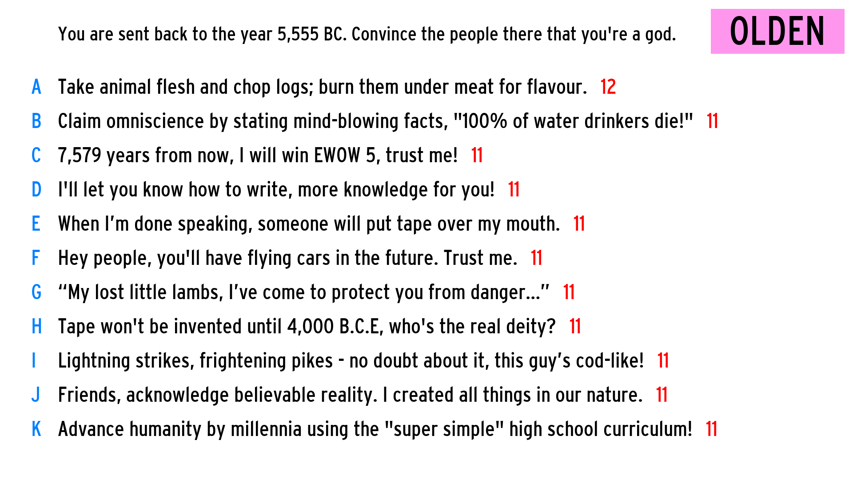 You are sent back to the year 5,555 BC. Convince the people there that you're a god.
OLDEN
A Take animal flesh and chop logs; burn them under meat for flavour. 12
B Claim omniscience by stating mind-blowing facts, "100% of water drinkers die!" 11
C 7,579 years from now, I will win EWOW 5, trust me! 11
D I'll let you know how to write, more knowledge for you! 11
E When I’m done speaking, someone will put tape over my mouth. 11
F Hey people, you'll have flying cars in the future. Trust me. 11
G “My lost little lambs, I’ve come to protect you from danger...” 11
H Tape won't be invented until 4,000 B.C.E, who's the real deity? 11
I Lightning strikes, frightening pikes - no doubt about it, this guy’s cod-like! 11
J Friends, acknowledge believable reality. I created all things in our nature. 11
K Advance humanity by millennia using the "super simple" high school curriculum! 11